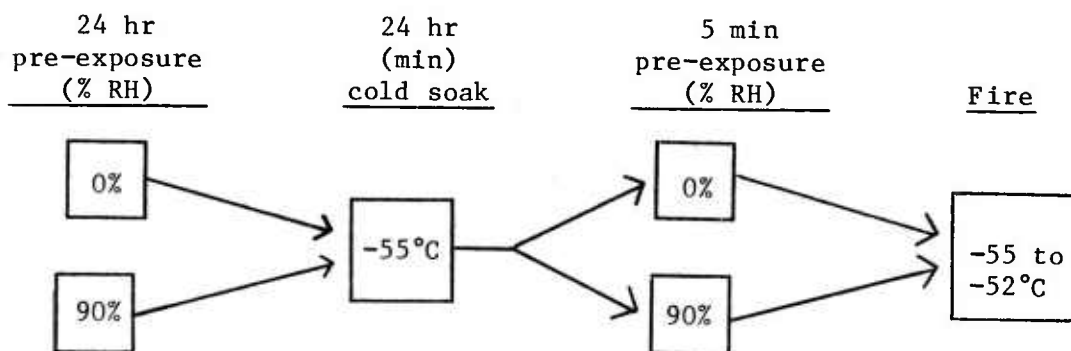 24 hr
pre-exposure
(% RH)
24 hr
(min)
cold soak
5 min
pre-exposure
(% RH)
Fire
0%
90%
-55°C
0%
90%
-55 to
-52°C